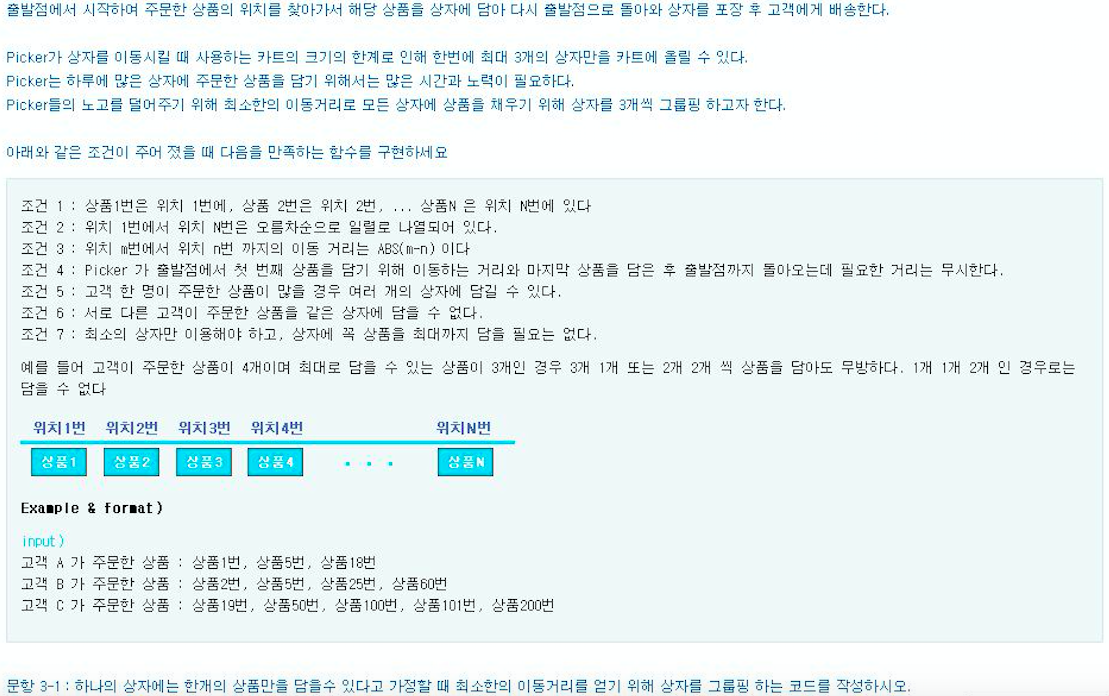 출발점에서 시작하여 주문한 상품의 위치를 찾아가서 해당 상품을 상자에 담아 다시 출발점으로 돌아와 상자를 포장 후 고객에게 배송한다.
Picker가 상자를 이동시킬 때 사용하는 카트의 크기의 한계로 인해 한번에 최대 3개의 상자만을 카트에 올릴 수 있다.
Picker는 하루에 많은 상자에 주문한 상품을 담기 위해서는 많은 시간과 노력이 필요하다.
Picker들의 노고를 덜어주기 위해 최소한의 이동거리로 모든 상자에 상품을 채우기 위해 상자를 3개씩 그룹핑 하고자 한다.
아래와 같은 조건이 주어 졌을 때 다음을 만족하는 함수를 구현하세요
조건 1 : 상품1번은 위치 1번에, 상품 2번은 위치 2번, ... 상품N 은 위치 N번에 있다
조건 2 : 위치 1번에서 위치 N번은 오름차순으로 일렬로 나열되어 있다.
조건 3 : 위치 m번에서 위치 n번 까지의 이동 거리는 ABS(m-n) 이다
조건 4 : Picker 가 출발점에서 첫 번째 상품을 담기 위해 이동하는 거리와 마지막 상품을 담은 후 출발점까지 돌아오는데 필요한 거리는 무시한다.
조건 5 : 고객 한 명이 주문한 상품이 많을 경우 여러 개의 상자에 담길 수 있다.
조건 6 : 서로 다른 고객이 주문한 상품을 같은 상자에 담을 수 없다.
조건 7 : 최소의 상자만 이용해야 하고, 상자에 꼭 상품을 최대까지 담을 필요는 없다.
예를 들어 고객이 주문한 상품이 4개이며 최대로 담을 수 있는 상품이 3개인 경우 3개 1개 또는 2개 2개 씩 상품을 담아도 무방하다. 1개 1개 2개 인 경우로는
담을 수 없다
위치1번 위치2번 위치3번 위치4번 위치N번
상품1 상품2 상품3 상품4 . . . 상품N
Example & format)
input)
고객 A 가 주문한 상품 : 상품1번, 상품5번, 상품18번
고객 B 가 주문한 상품 : 상품2번, 상품5번, 상품25번, 상품60번
고객 C 가 주문한 상품 : 상품19번, 상품50번, 상품100번, 상품101번, 상품200번
문항 3-1 : 하나의 상자에는 한개의 상품만을 담을수 있다고 가정할 때 최소한의 이동거리를 얻기 위해 상자를 그룹핑 하는 코드를 작성하시오.